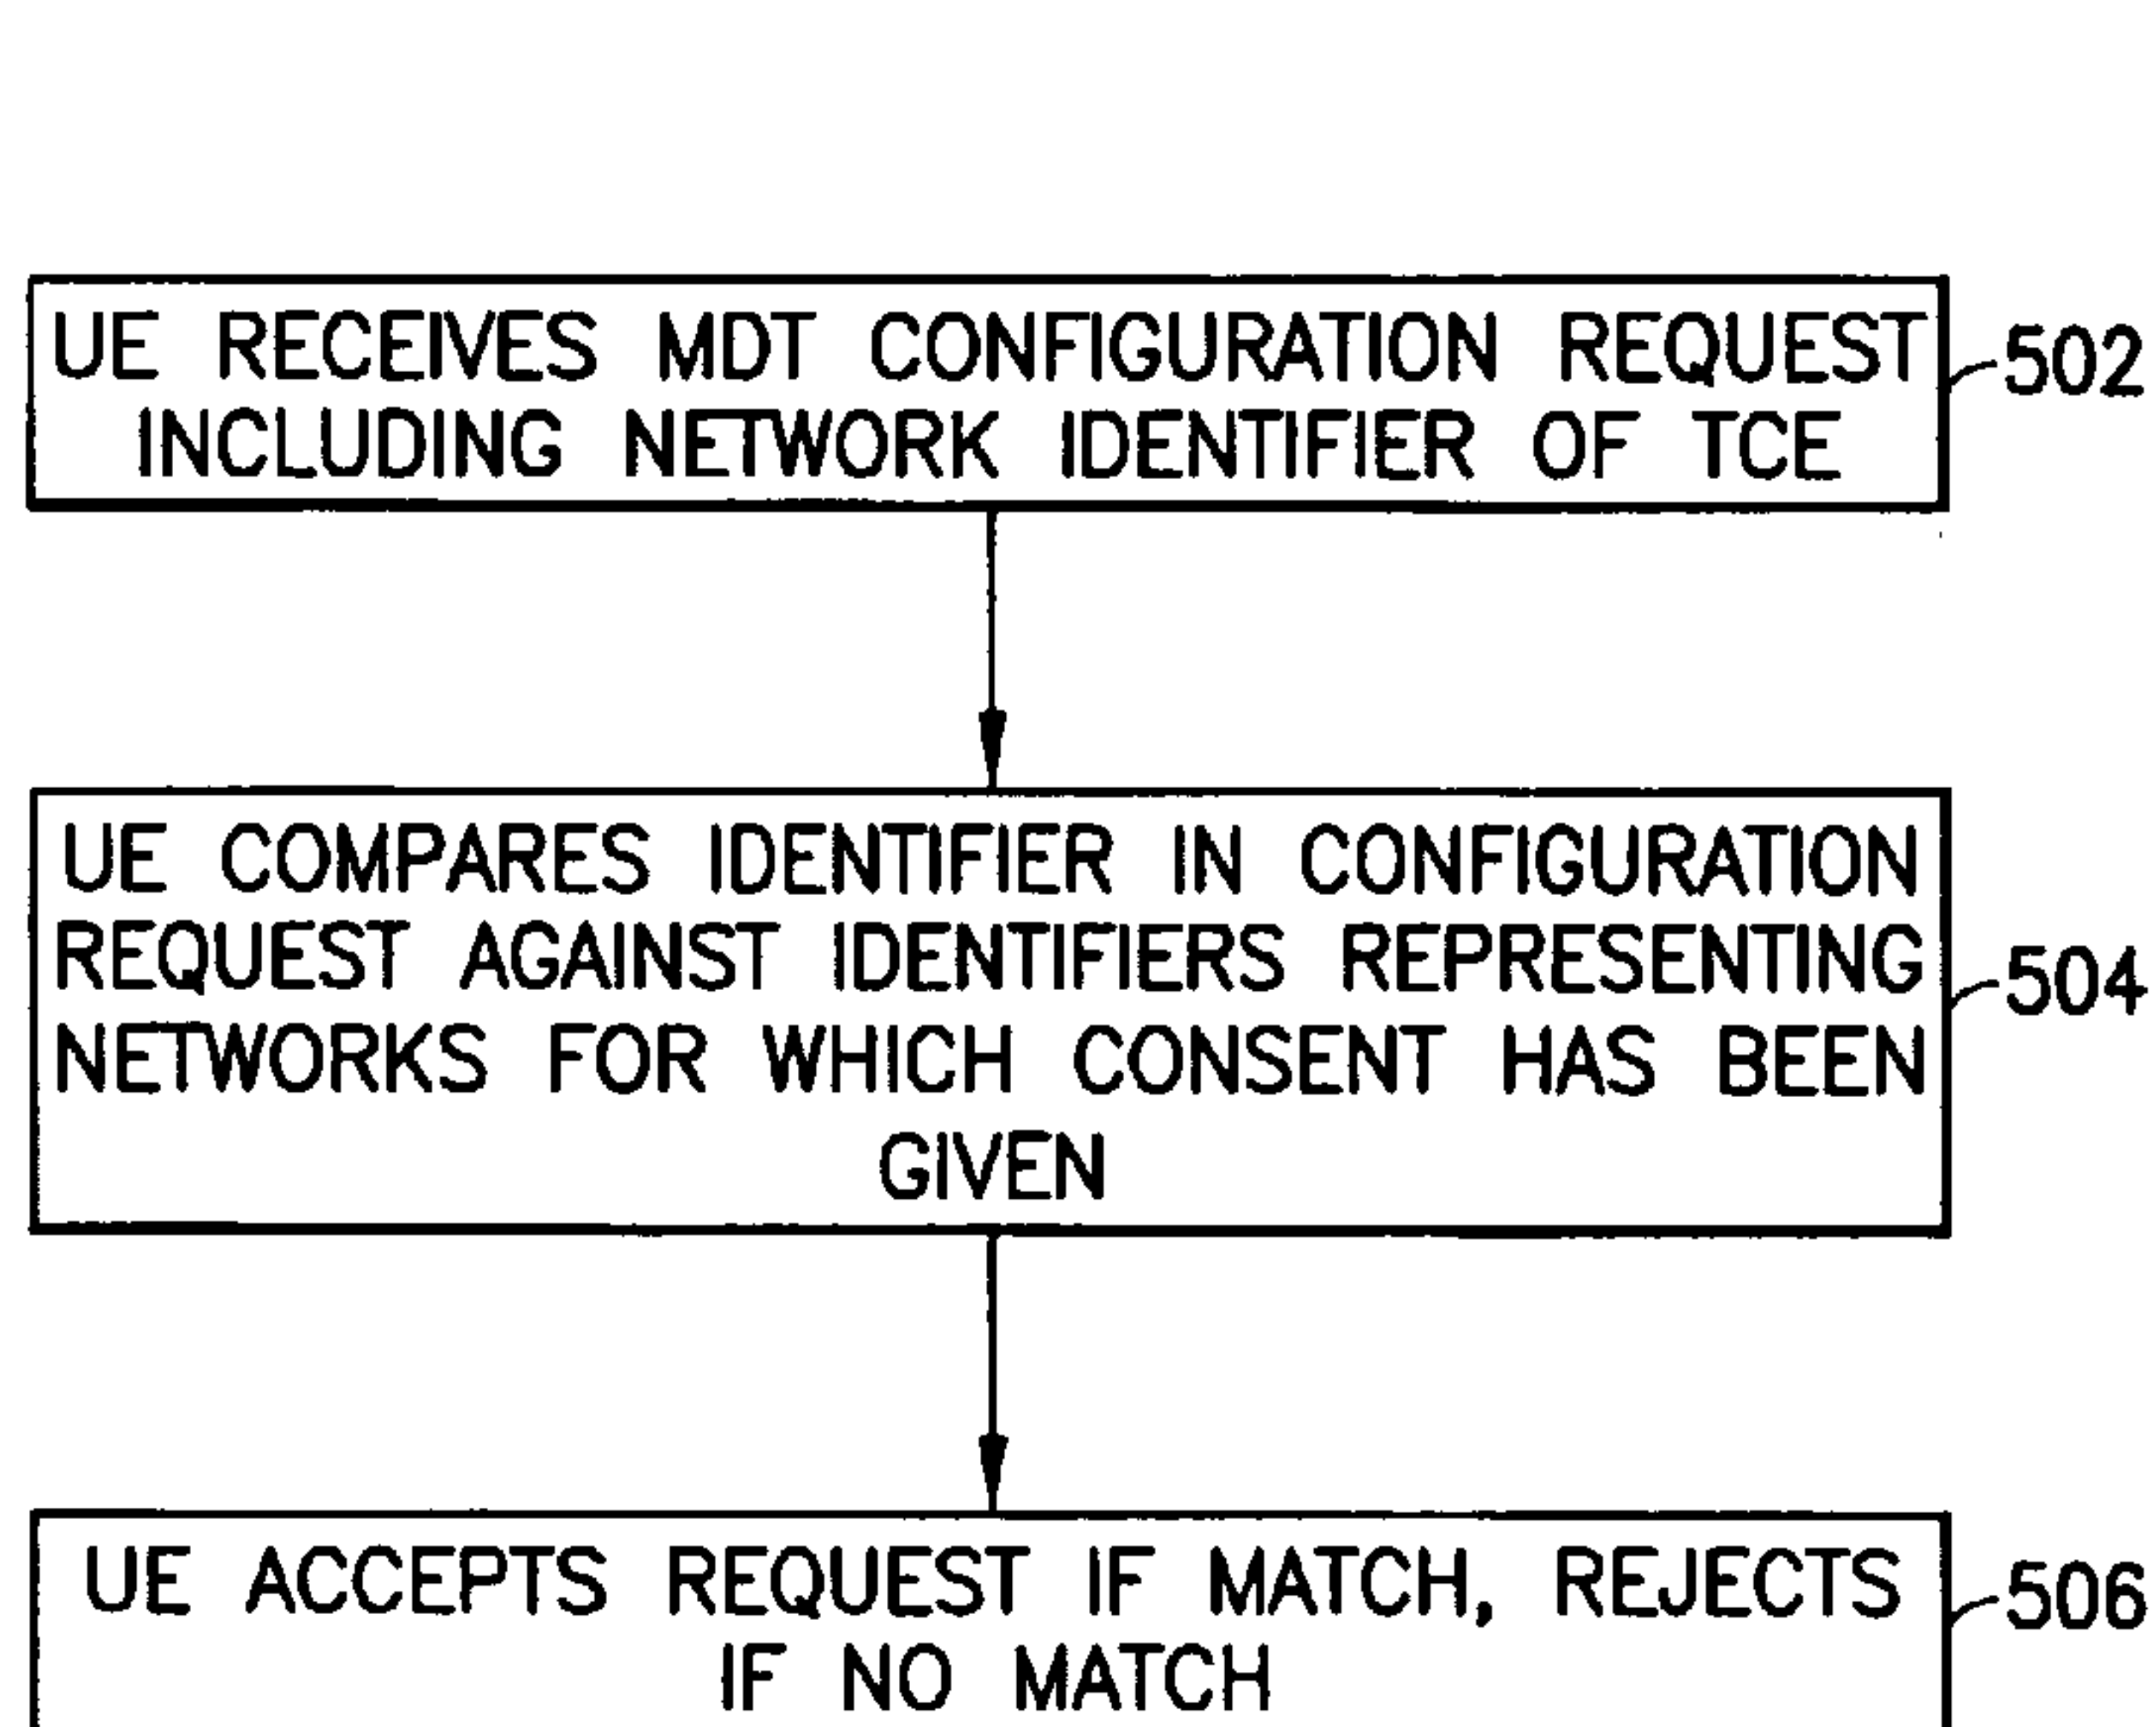 UE RECEIVES MDT CONFIGURATION REQUEST
INCLUDING NETWORK IDENTIFIER OF TCE
502
UE COMPARES IDENTIFIER IN CONFIGURATION
REQUEST AGAINST IDENTIFIERS REPRESENTING
NETWORKS FOR WHICH CONSENT HAS BEEN
GIVEN
504
UE ACCEPTS REQUEST IF MATCH, REJECTS
IF NO MATCH
506